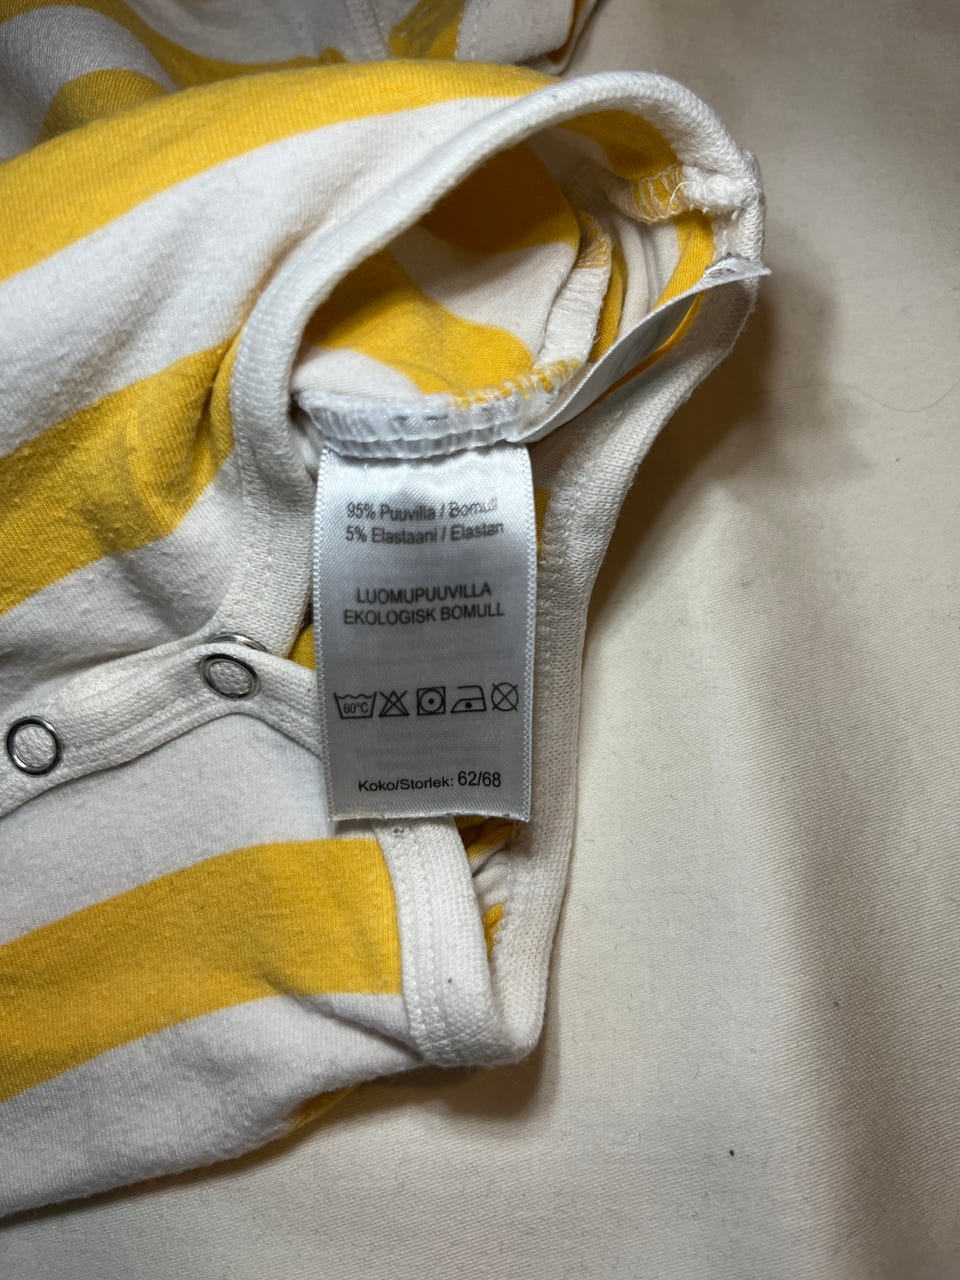 95% Puuvilla / Bomull
5% Elastaani / Elastan
LUOMUPUUVILLA
EKOLOGISK BOMULL
60°C
Koko/Storlek: 62/68